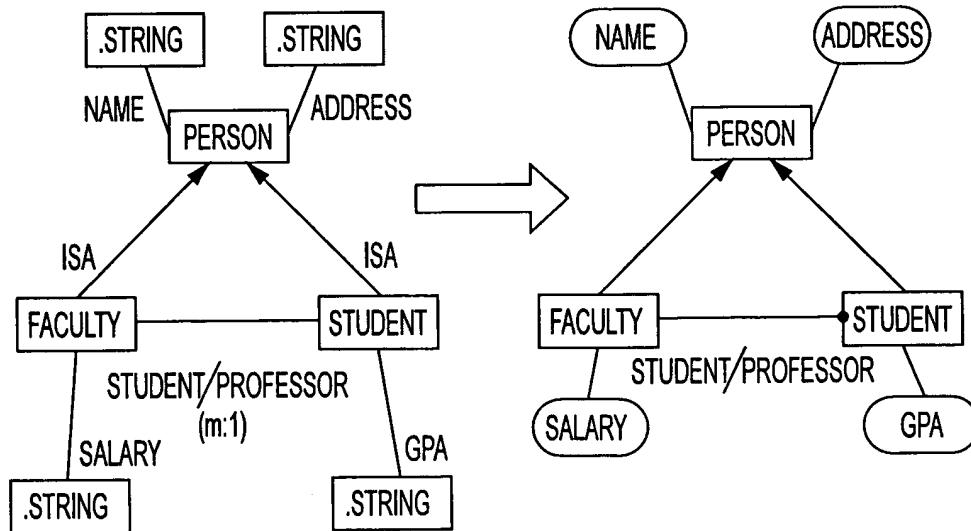 .STRING
.STRING
NAME
ADDRESS
PERSON
ISA
ISA
FACULTY
STUDENT
STUDENT/PROFESSOR
(m:1)
SALARY
GPA
.STRING
.STRING
NAME
ADDRESS
PERSON
FACULTY
STUDENT
STUDENT/PROFESSOR
SALARY
GPA